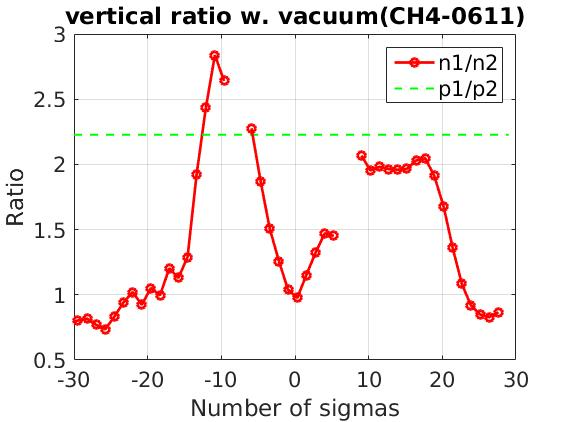 vertical ratio w. vacuum(CH4-0611)
3
2.5
2
1.5
1
0.5
Ratio
n1/n2
p1/p2
-30 -20 -10 0 10 20 30
Number of sigmas